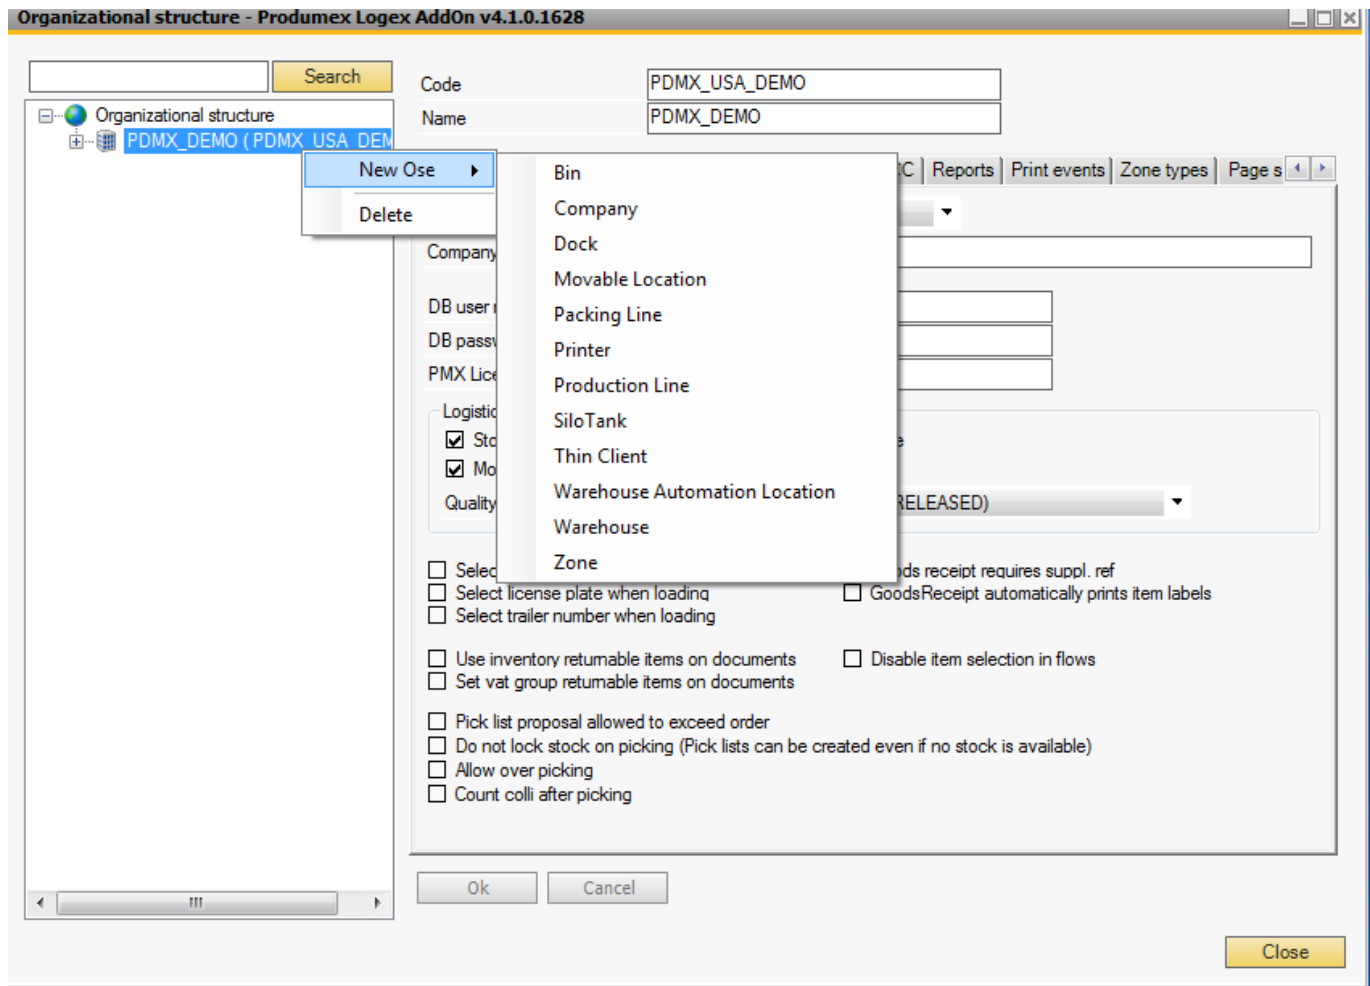 Organizational structure - Produmex Logex AddOn v4.1.0.1628
Search
Organizational structure
PDMX_DEMO ( PDMX_USA_DEM
Code PDMX_USA_DEMO
Name PDMX_DEMO
New Ose
Delete
Bin
Company
Dock
Movable Location
Packing Line
Printer
Production Line
SiloTank
Thin Client
Warehouse Automation Location
Warehouse
Zone
Reports Print events Zone types Page s
Company
DB user
DB pass
PMX Lice
Logistic
Sto
Mo
Quality RELEASED)
Selec ds receipt requires suppl. ref
Select license plate when loading GoodsReceipt automatically prints item labels
Select trailer number when loading
Use inventory returnable items on documents Disable item selection in flows
Set vat group returnable items on documents
Pick list proposal allowed to exceed order
Do not lock stock on picking (Pick lists can be created even if no stock is available)
Allow over picking
Count colli after picking
Ok Cancel
Close